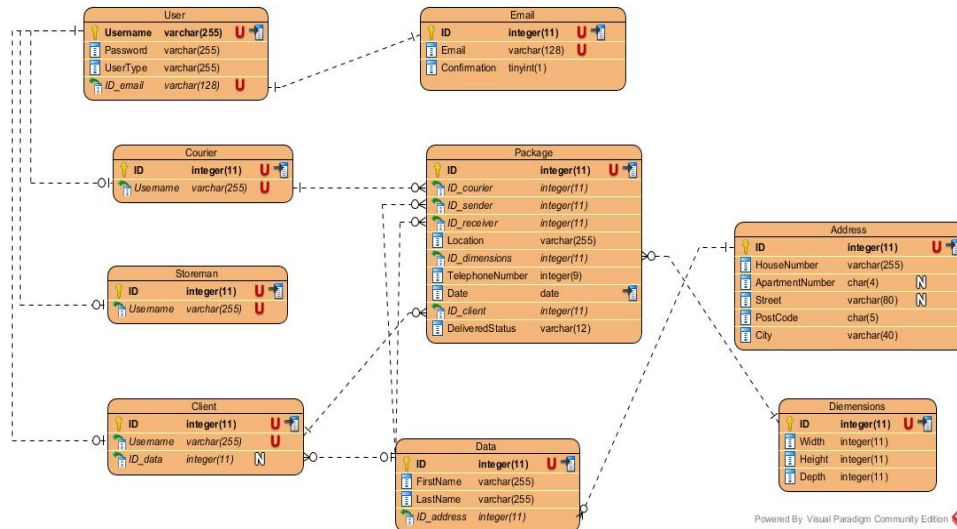 User
Username varchar(255) U
Password varchar(255)
UserType varchar(255)
ID_email varchar(128) U
Email
ID integer(11) U
Email varchar(128) U
Confirmation tinyint(1)
Courier
ID integer(11) U
Username varchar(255) U
Package
ID integer(11) U
ID_courier integer(11)
ID_sender integer(11)
ID_receiver integer(11)
Location varchar(255)
ID_dimensions integer(11)
TelephoneNumber integer(9)
Date date
ID_client integer(11)
DeliveredStatus varchar(12)
Address
ID integer(11) U
HouseNumber varchar(255)
ApartmentNumber char(4) N
Street varchar(80) N
PostCode char(5)
City varchar(40)
Storeman
ID integer(11) U
Username varchar(255) U
Client
ID integer(11) U
Username varchar(255) U
ID_data integer(11) N
Data
ID integer(11) U
FirstName varchar(255)
LastName varchar(255)
ID_address integer(11)
Diemensions
ID integer(11) U
Width integer(11)
Height integer(11)
Depth integer(11)
Powered By Visual Paradigm Community Edition